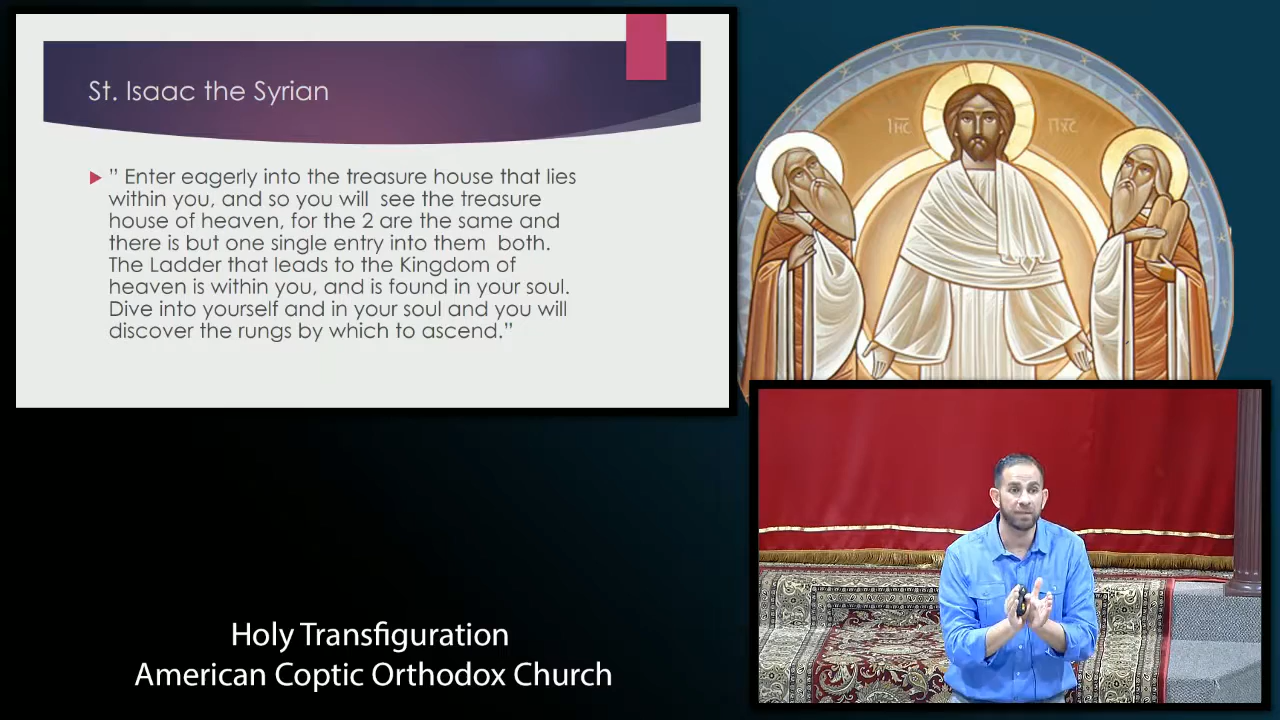 St. Isaac the Syrian
” Enter eagerly into the treasure house that lies
within you, and so you will  see the treasure
house of heaven, for the 2 are the same and
there is but one single entry into them  both.
The Ladder that leads to the Kingdom of
heaven is within you, and is found in your soul.
Dive into yourself and in your soul and you will
discover the rungs by which to ascend.”
Holy Transfiguration
American Coptic Orthodox Church